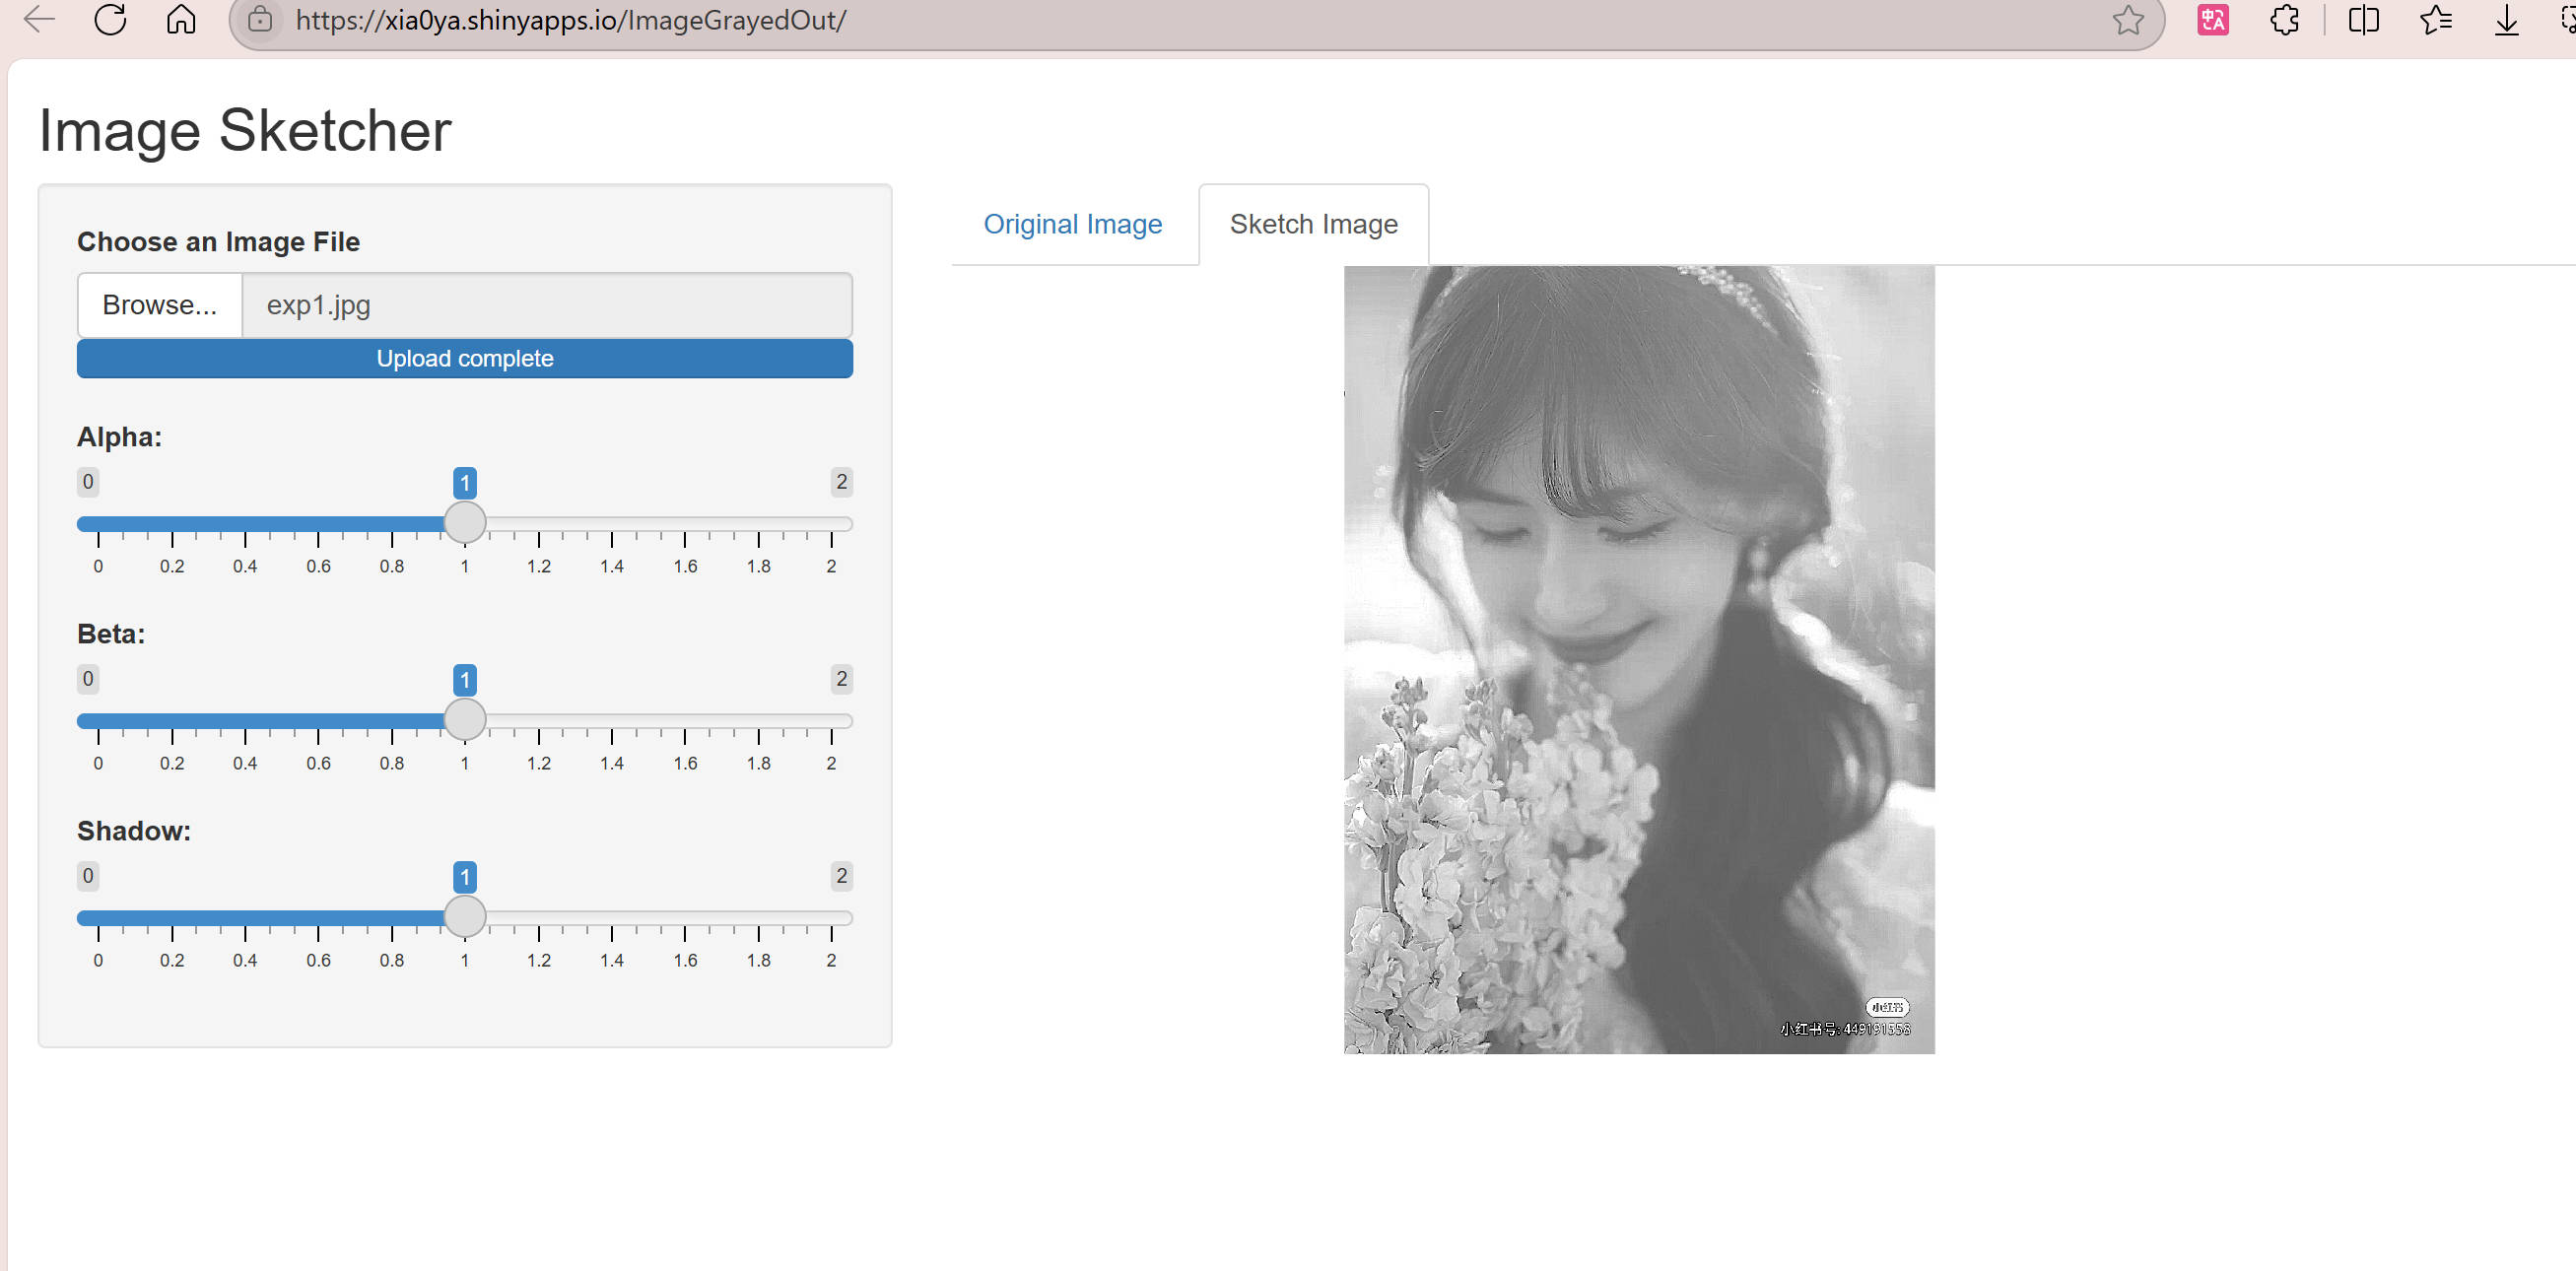 https://xia0ya.shinyapps.io/ImageGrayedOut/
Image Sketcher
Choose an Image File
Browse...
exp1.jpg
Upload complete
Alpha:
0 1 2
0 0.2 0.4 0.6 0.8 1 1.2 1.4 1.6 1.8 2
Beta:
0 1 2
0 0.2 0.4 0.6 0.8 1 1.2 1.4 1.6 1.8 2
Shadow:
0 1 2
0 0.2 0.4 0.6 0.8 1 1.2 1.4 1.6 1.8 2
Original Image
Sketch Image
小红书
小红书号: 449191558